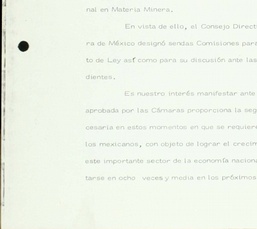 nal en Materia Minera.
En vista de ello, el Consejo Direct
ra de México designó sendas Comisiones para
to de Ley así como para su discusión ante las
dientes.
Es nuestro interés manifestar ante
aprobada por las Cámaras proporciona la seg
cesaria en estos momentos en que se requier
los mexicanos, con objeto de lograr el crecim
este importante sector de la economía naciona
tarse en ocho veces y media en los próximos